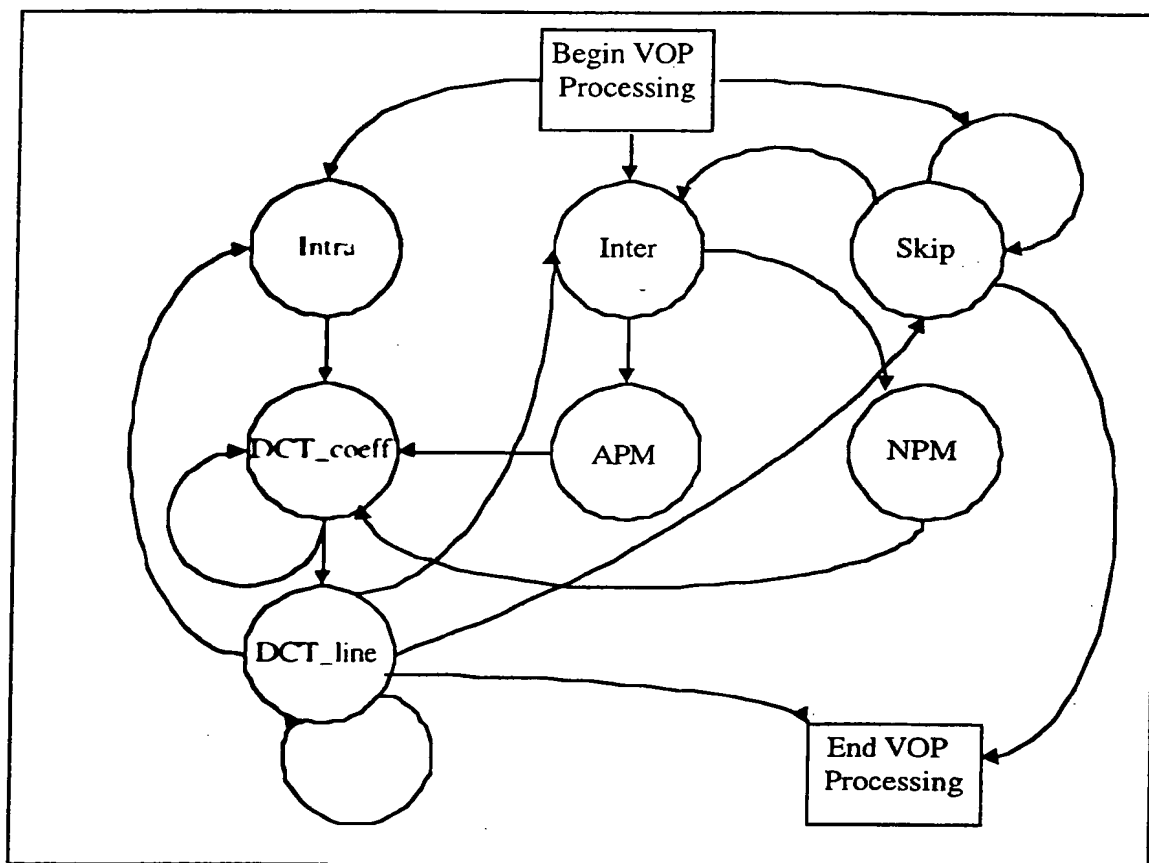 Begin VOP
Processing
Intra
Inter
Skip
DCT_coeff
APM
NPM
DCT_line
End VOP
Processing